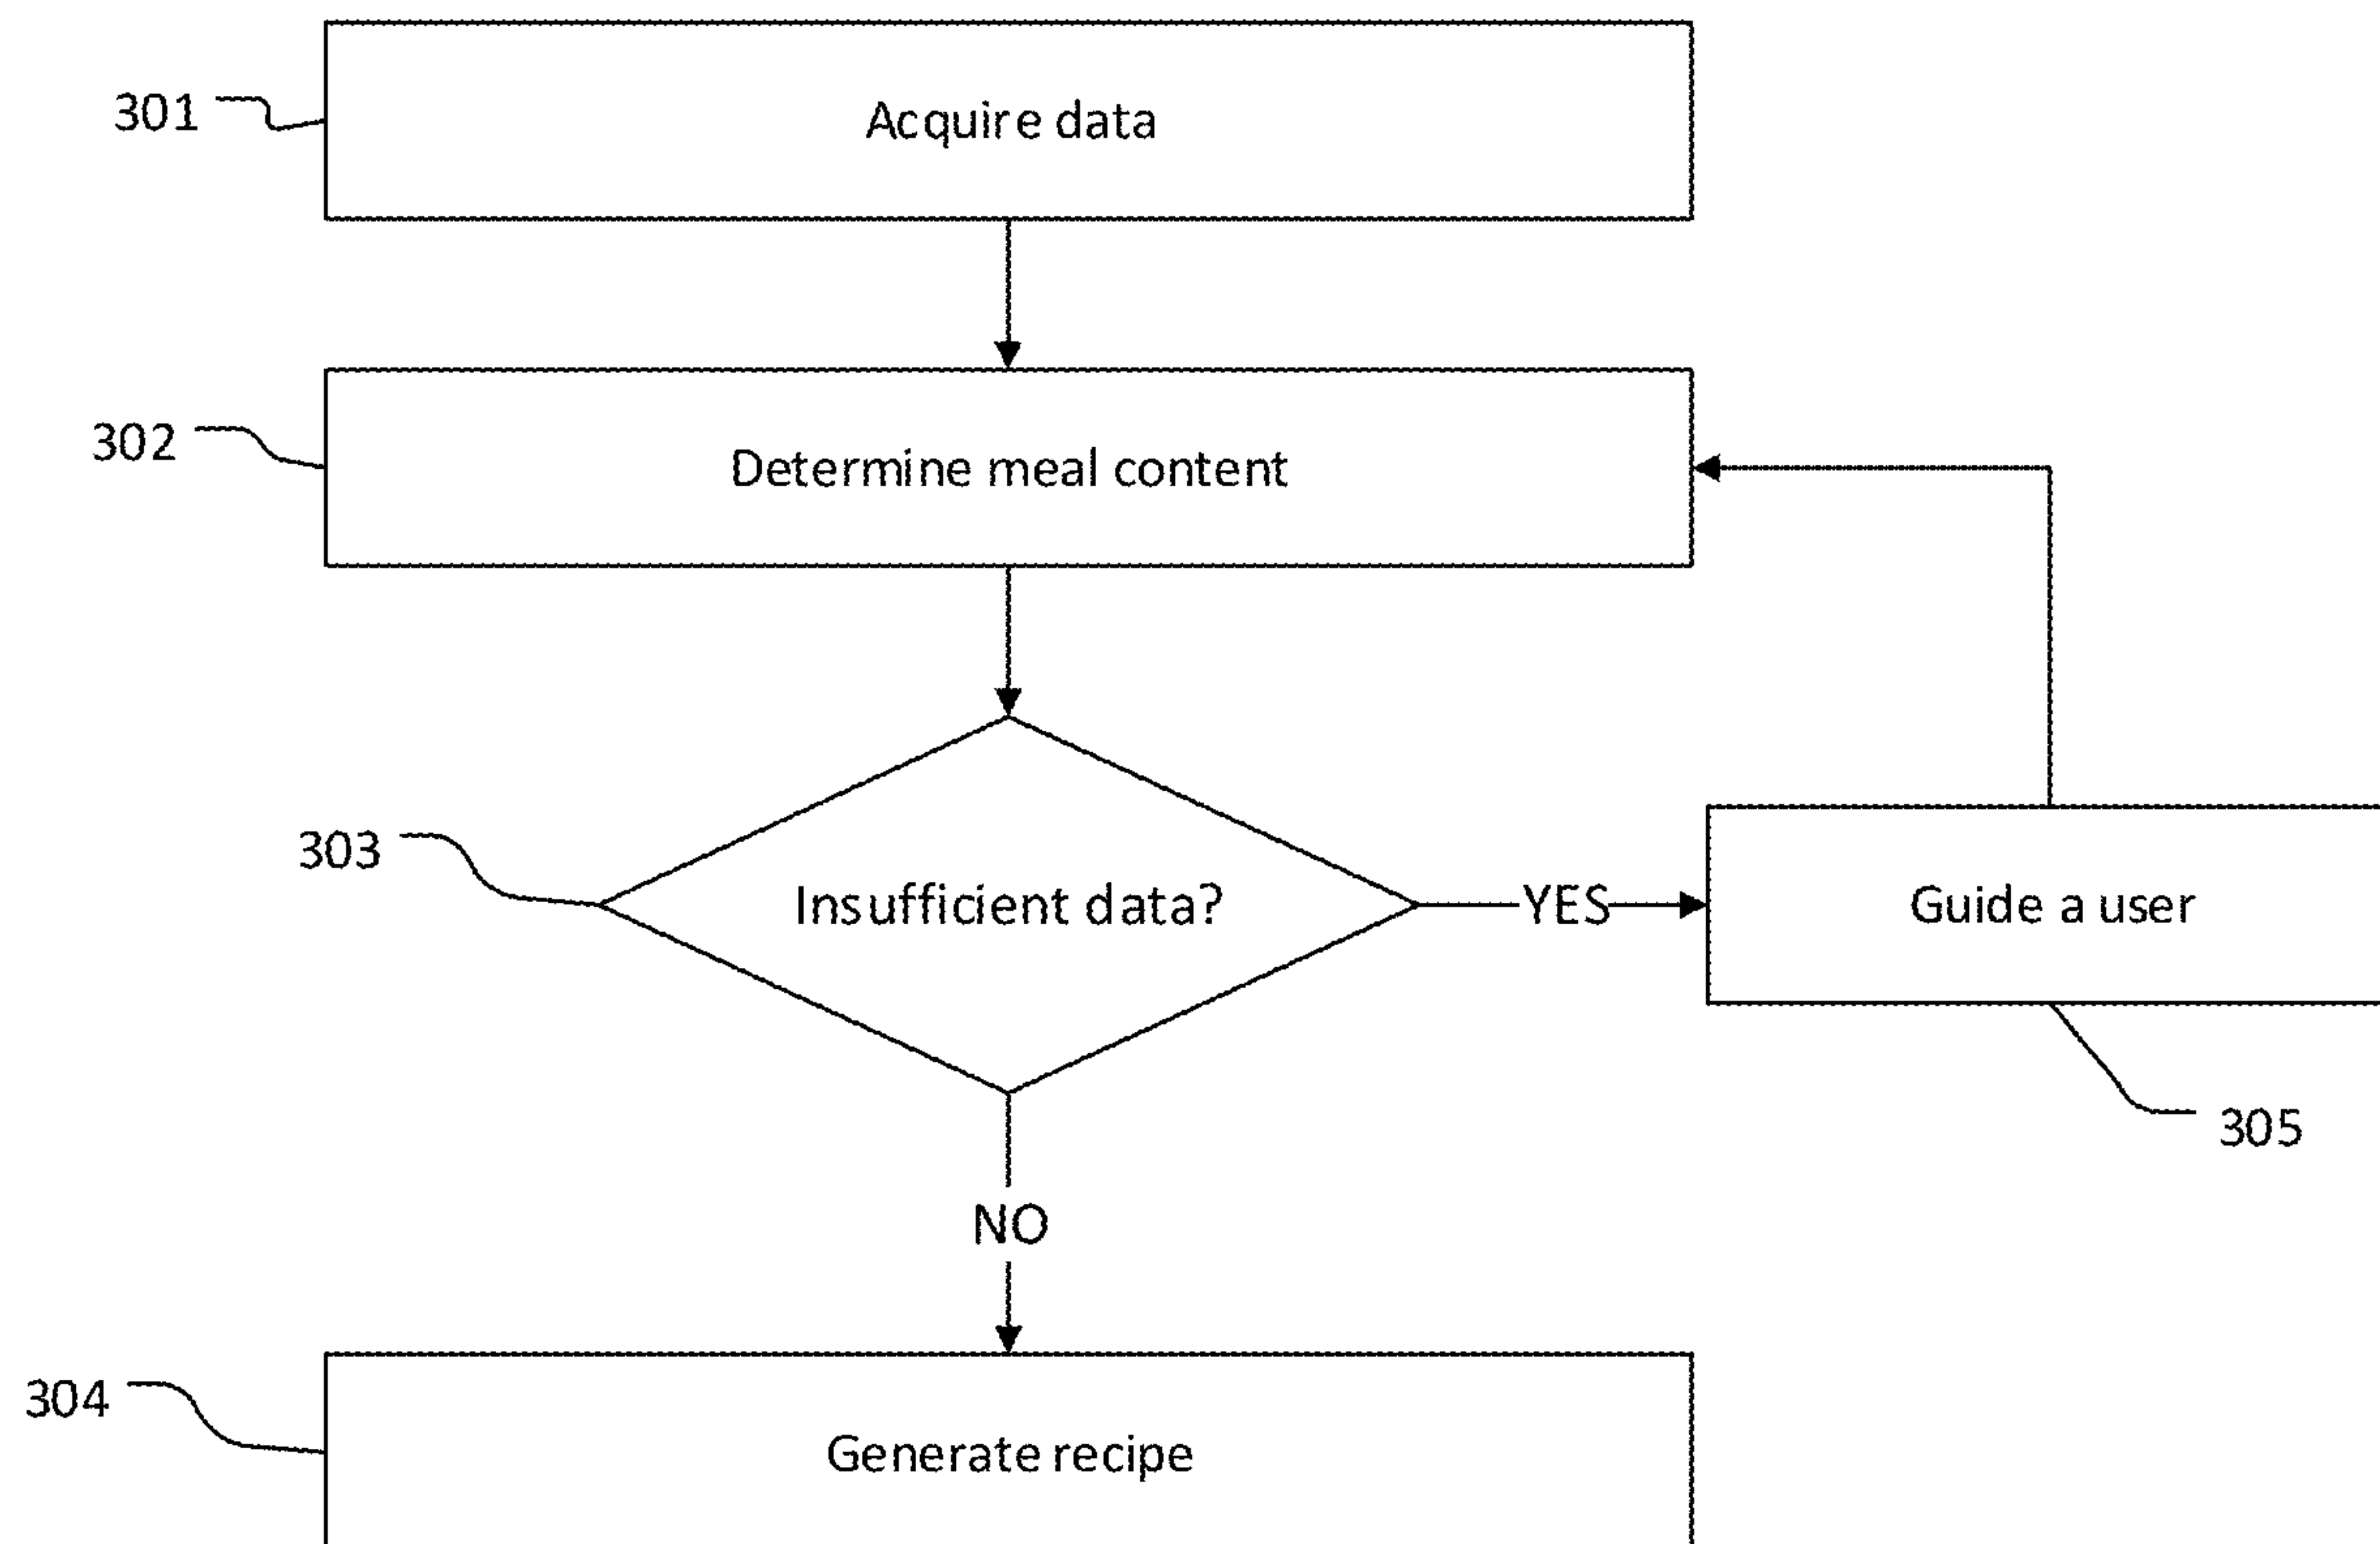 301
Acquire data
302
Determine meal content
303
Insufficient data?
YES
Guide a user
305
NO
304
Generate recipe